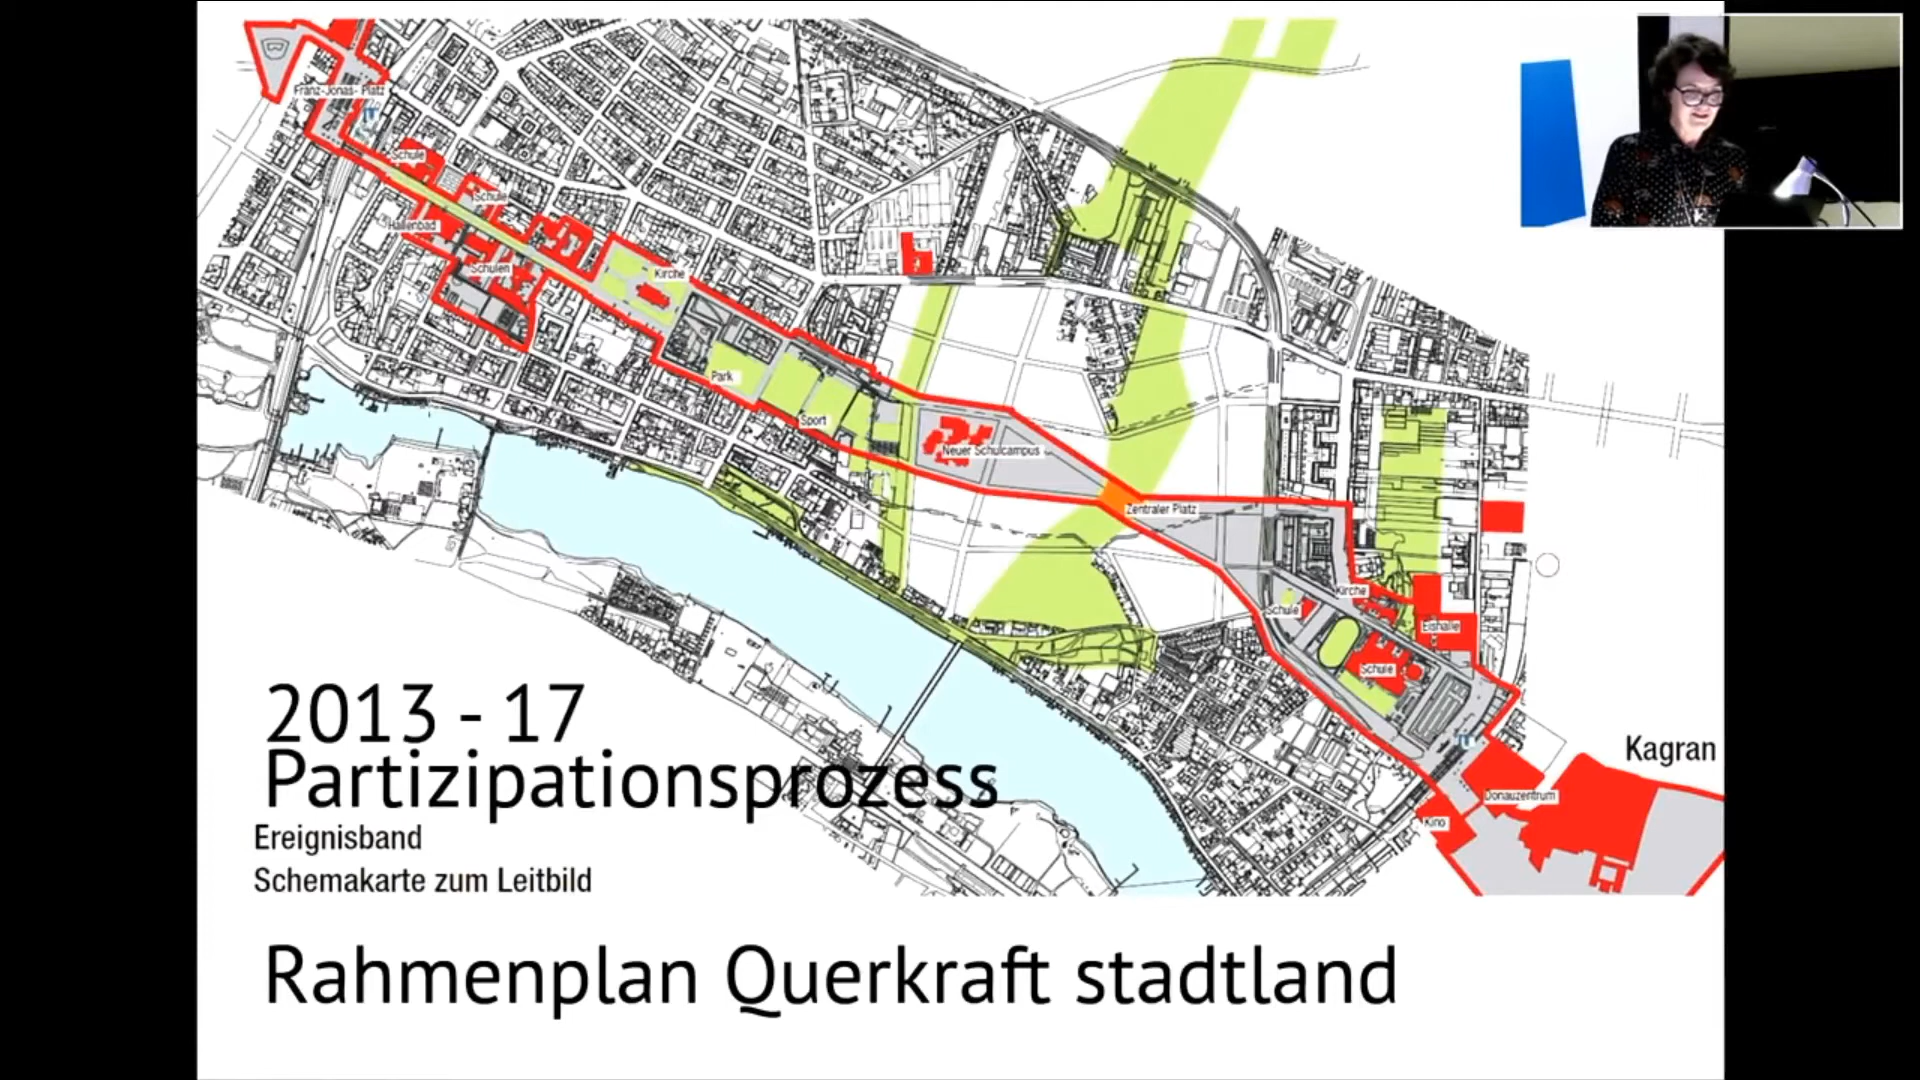 Franz-Jonas- Platz
Schule
Schule
Hallenbad
Schulen
Kirche
Park
Sport
Neuer Schulcampus
Zentraler Platz
Kirche
Schule
Eishalle
Schule
Kagran
Donauzentrum
Kino
2013 - 17
Partizipationsprozess
Ereignisband
Schemakarte zum Leitbild
Rahmenplan Querkraft stadtland